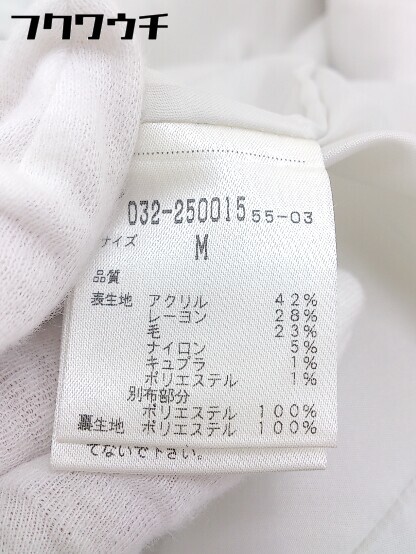 フクワウチ
032-250015 55-03
サイズ M
品質
表生地 アクリル 42%
レーヨン 28%
毛 23%
ナイロン 5%
キュプラ 1%
ポリエステル 1%
別布部分
ポリエステル 100%
裏生地 ポリエステル 100%
てないで下さい。